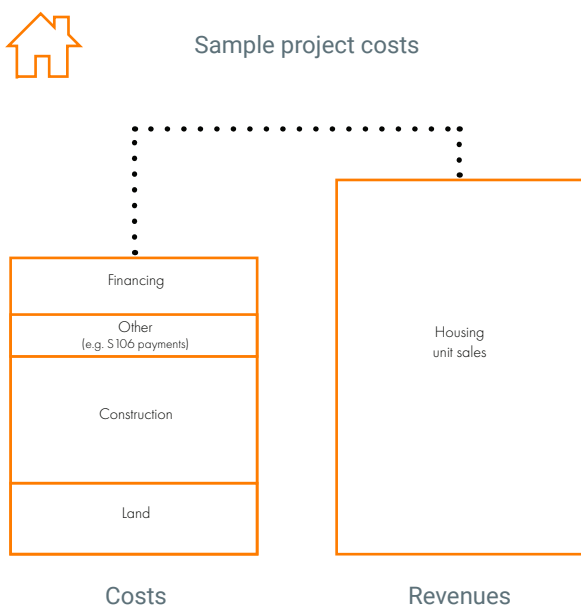 Sample project costs
Financing
Other
(e.g. S106 payments)
Construction
Land
Housing
unit sales
Costs
Revenues